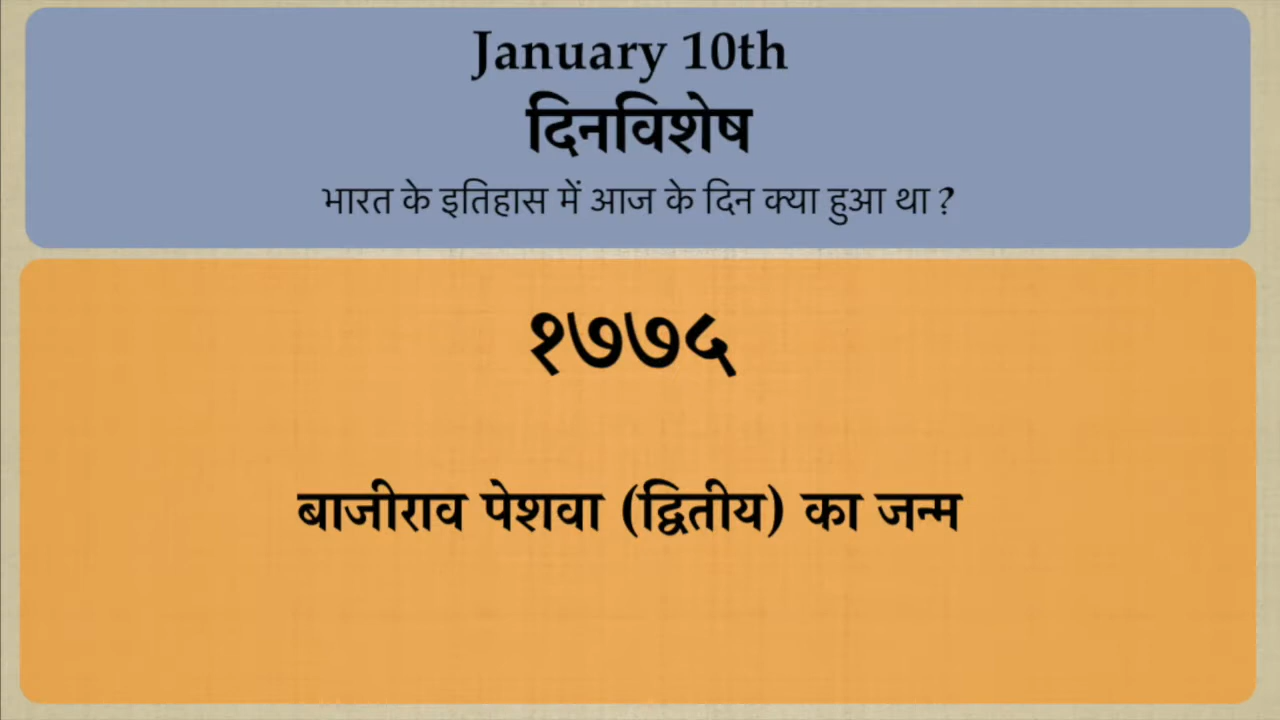 January 10th
दिनविशेष
भारत के इतिहास में आज के दिन क्या हुआ था ?
१७७५
बाजीराव पेशवा (द्वितीय) का जन्म